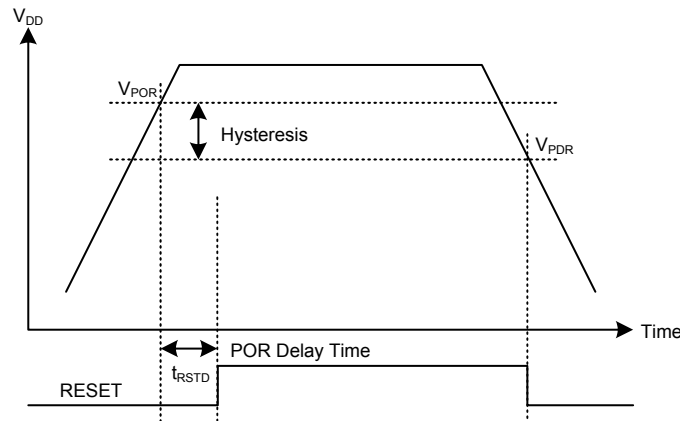 VDD
VPOR
Hysteresis
VPDR
Time
POR Delay Time
tRSTD
RESET